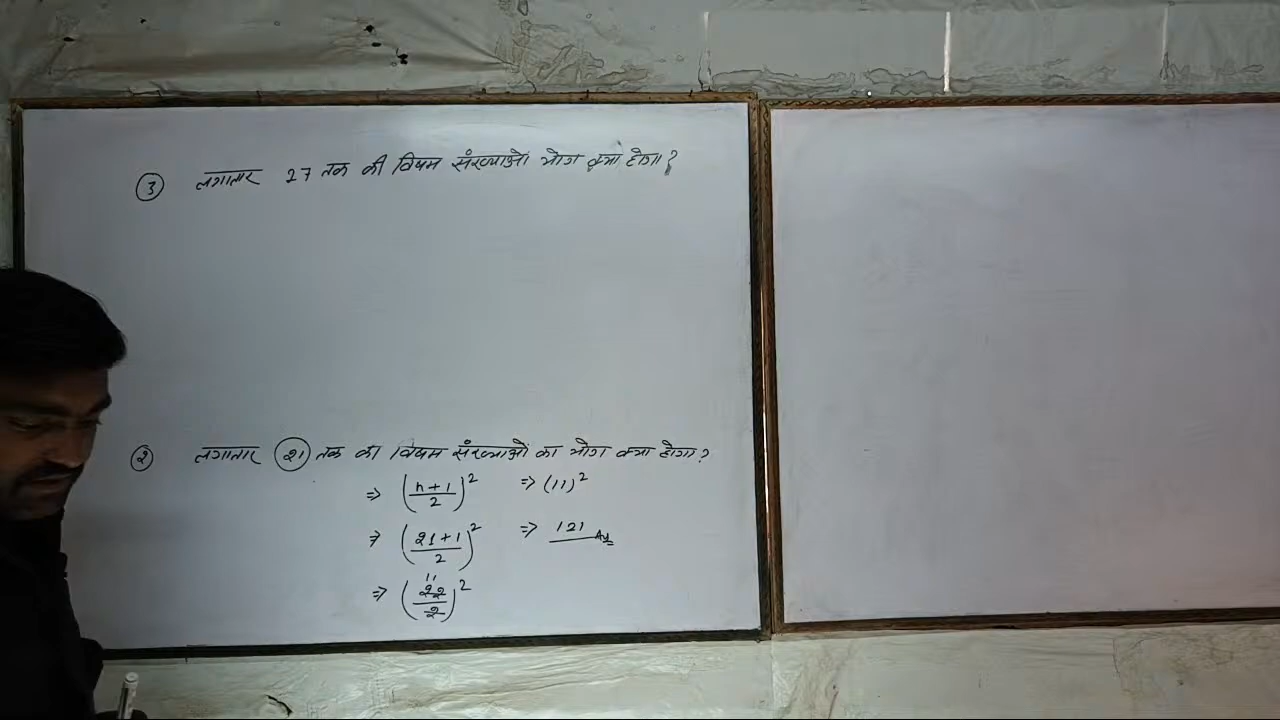 ③ लगातार 27 तक की विषम संख्याओ योग क्या होगा?
② लगातार 21 तक की विषम संख्याओं का योग क्या होगा?
⇒ (n+1/2)² ⇒ (11)²
⇒ (21+1/2)² ⇒ 121 Ans
⇒ (22/2)² 11